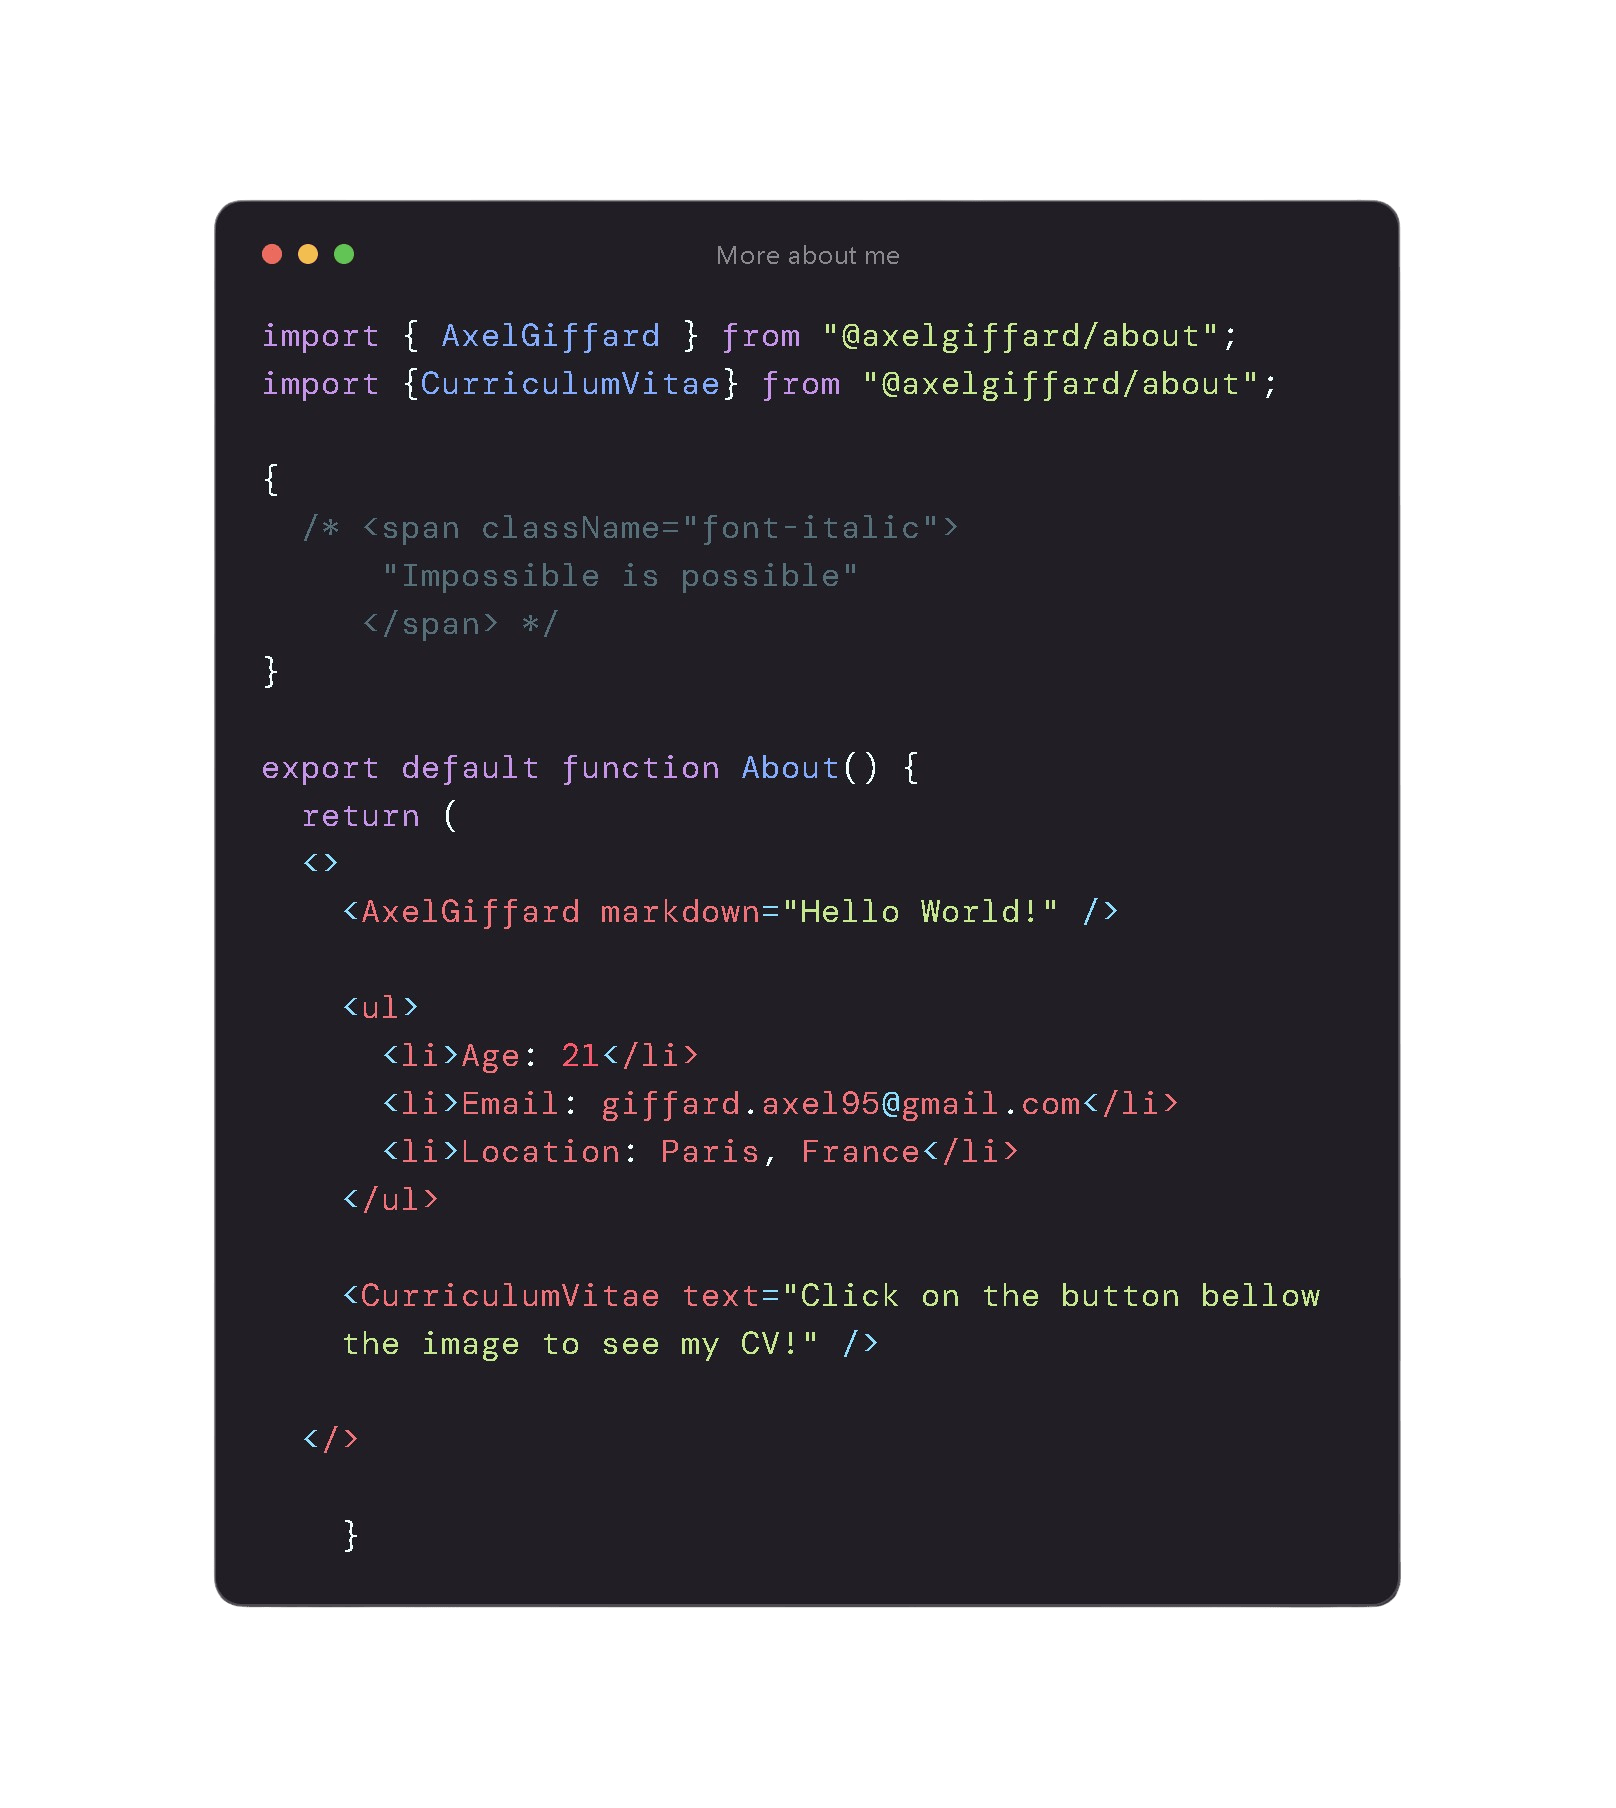 More about me
import { AxelGiffard } from "@axelgiffard/about";
import {CurriculumVitae} from "@axelgiffard/about";
{
/* <span className="font-italic">
"Impossible is possible"
</span> */
}
export default function About() {
return (
<>
<AxelGiffard markdown="Hello World!" />
<ul>
<li>Age: 21</li>
<li>Email: giffard.axel95@gmail.com</li>
<li>Location: Paris, France</li>
</ul>
<CurriculumVitae text="Click on the button bellow
the image to see my CV!" />
</>
}